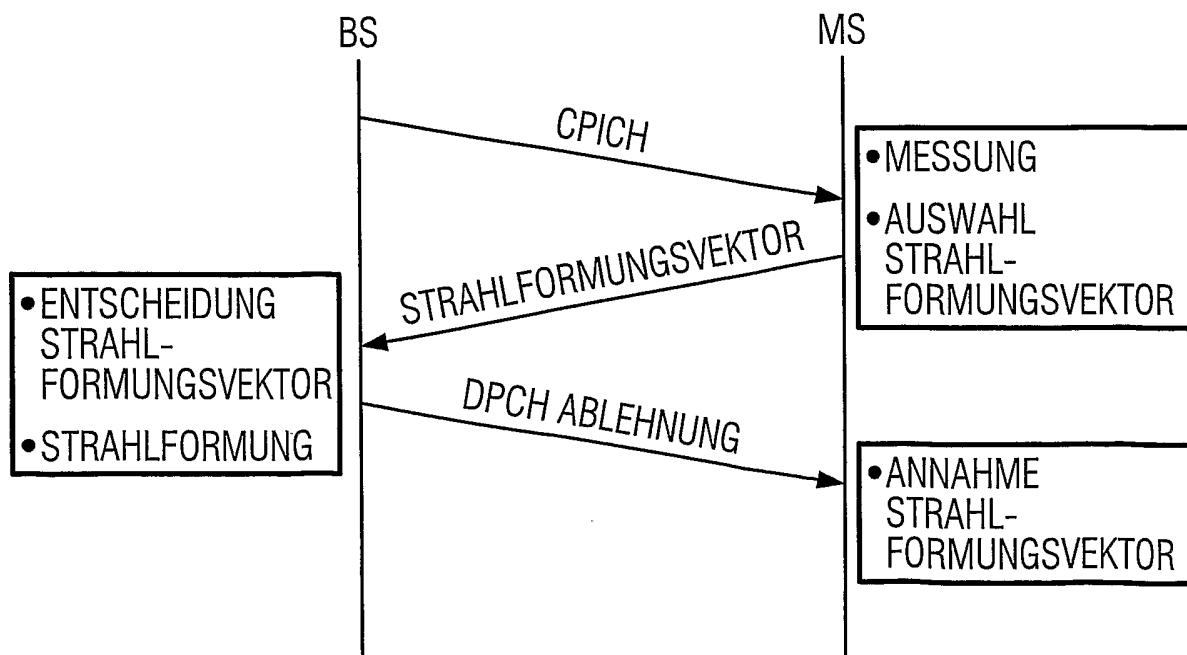 BS
MS
CPICH
• MESSUNG
• AUSWAHL
STRAHL-
FORMUNGSVEKTOR
STRAHLFORMUNGSVEKTOR
• ENTSCHEIDUNG
STRAHL-
FORMUNGSVEKTOR
• STRAHLFORMUNG
DPCH ABLEHNUNG
• ANNAHME
STRAHL-
FORMUNGSVEKTOR